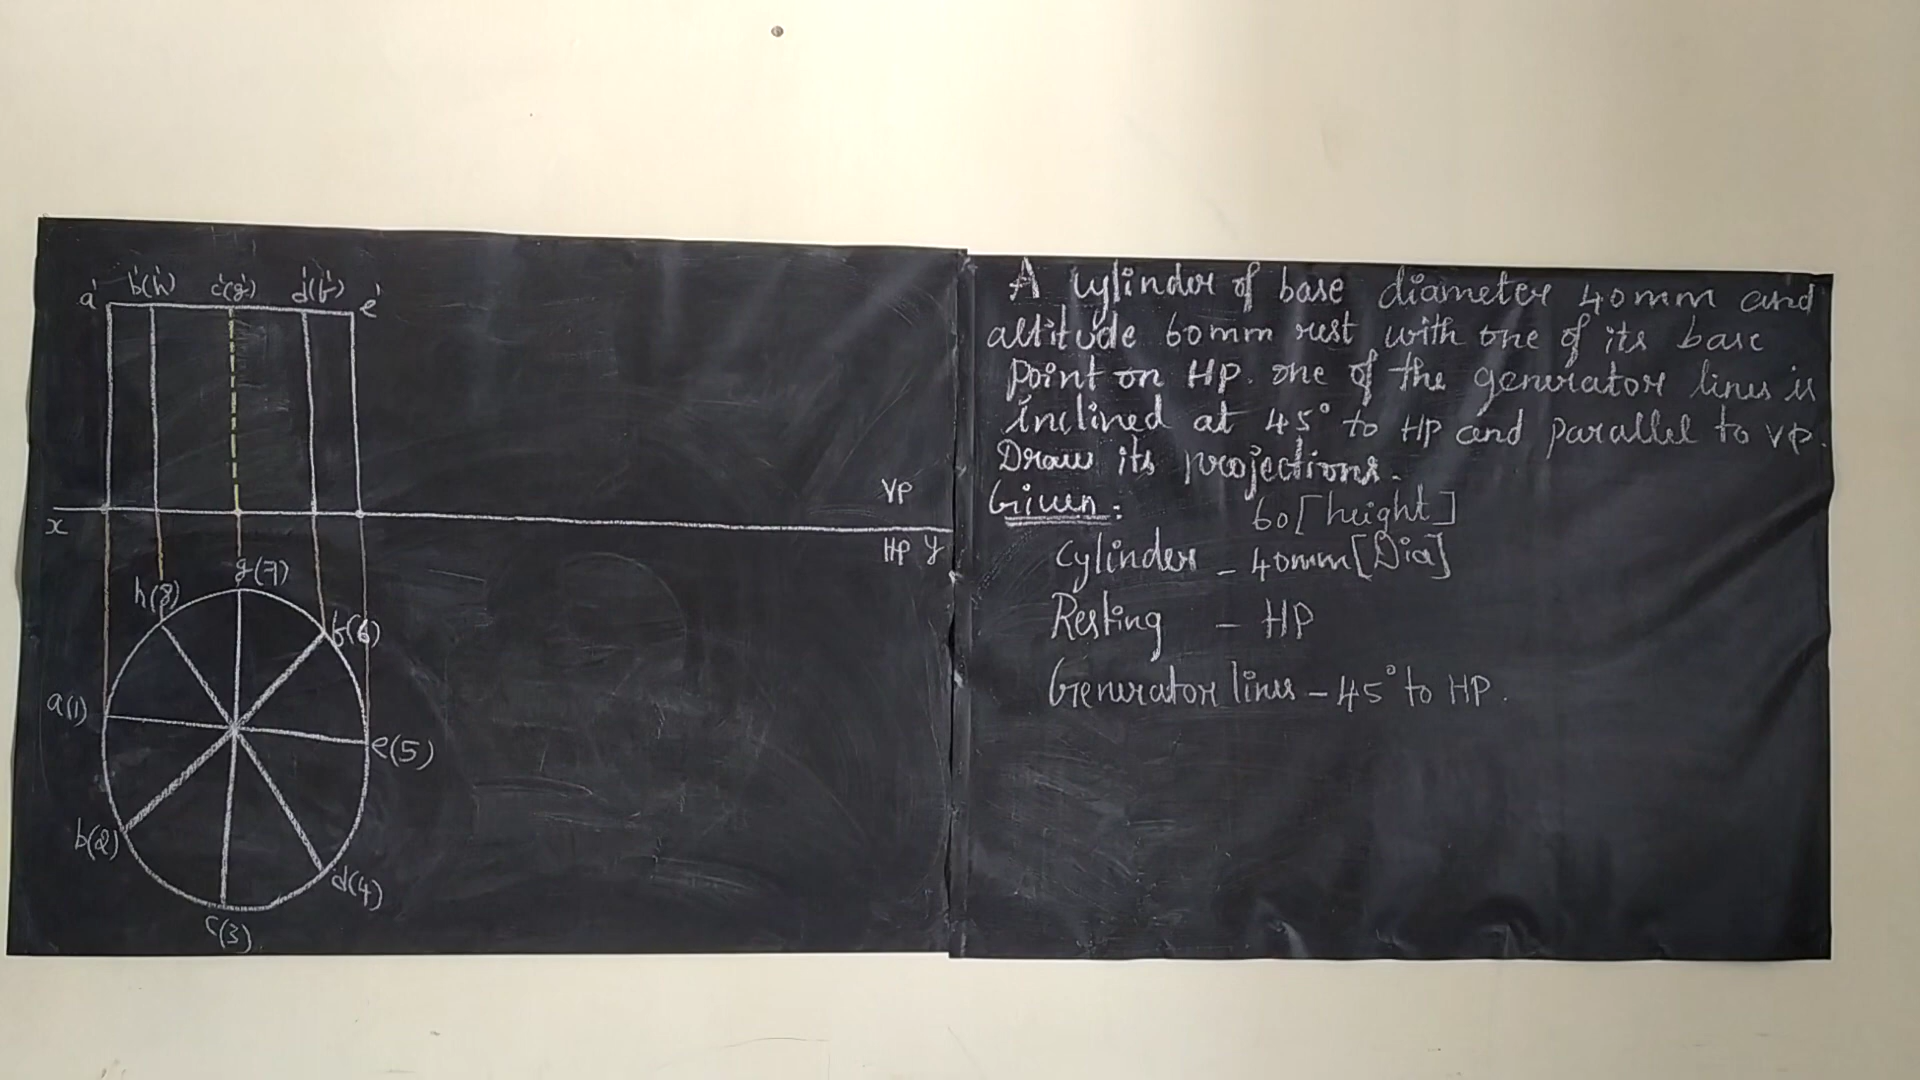 a' b'(h') c'(g') d'(f') e'
x
VP
HP y
g(7)
h(8)
f(6)
a(1)
e(5)
b(2)
d(4)
c(3)
A cylinder of base diameter 40mm and
altitude 60mm rest with one of its base
point on HP. one of the generator lines is
inclined at 45° to HP and parallel to VP.
Draw its projections.
Given:
60[height]
Cylinder - 40mm[Dia]
Resting - HP
Generator lines - 45° to HP.